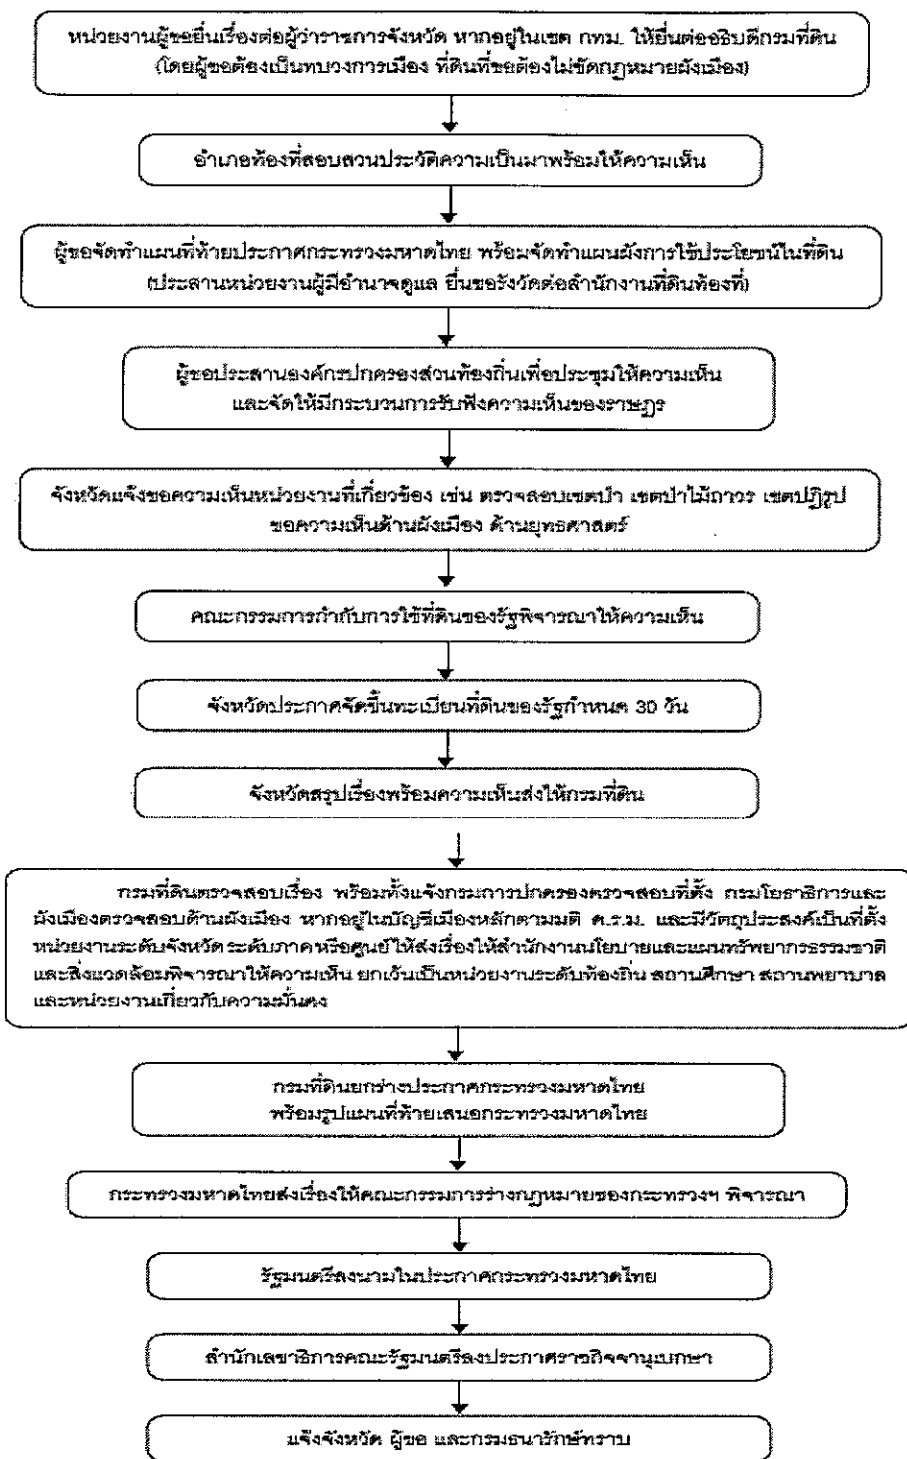 หน่วยงานผู้ขอยื่นเรื่องต่อผู้ว่าราชการจังหวัด หากอยู่ในเขต กทม. ให้ยื่นต่ออธิบดีกรมที่ดิน
(โดยผู้ขอต้องเป็นทบวงการเมือง ที่ดินที่ขอต้องไม่ขัดกฎหมายผังเมือง)
อำเภอท้องที่สอบสวนประวัติความเป็นมาพร้อมให้ความเห็น
ผู้ขอจัดทำแผนที่ท้ายประกาศกระทรวงมหาดไทย พร้อมจัดทำแผนผังการใช้ประโยชน์ในที่ดิน
(ประสานหน่วยงานผู้มีอำนาจดูแล ยื่นขอรังวัดต่อสำนักงานที่ดินท้องที่)
ผู้ขอประสานองค์กรปกครองส่วนท้องถิ่นเพื่อประชุมให้ความเห็น
และจัดให้มีกระบวนการรับฟังความเห็นของราษฎร
จังหวัดแจ้งขอความเห็นหน่วยงานที่เกี่ยวข้อง เช่น ตรวจสอบเขตป่า เขตป่าไม้ถาวร เขตปฏิรูป
ขอความเห็นด้านผังเมือง ด้านยุทธศาสตร์
คณะกรรมการกำกับการใช้ที่ดินของรัฐพิจารณาให้ความเห็น
จังหวัดประกาศจัดขึ้นทะเบียนที่ดินของรัฐกำหนด 30 วัน
จังหวัดสรุปเรื่องพร้อมความเห็นส่งให้กรมที่ดิน
กรมที่ดินตรวจสอบเรื่อง พร้อมทั้งแจ้งกรมการปกครองตรวจสอบที่ตั้ง กรมโยธาธิการและ
ผังเมืองตรวจสอบด้านผังเมือง หากอยู่ในบัญชีเมืองหลักตามมติ ค.ร.ม. และมีวัตถุประสงค์เป็นที่ตั้ง
หน่วยงานระดับจังหวัด ระดับภาค หรือศูนย์ ให้ส่งเรื่องให้สำนักงานนโยบายและแผนทรัพยากรธรรมชาติ
และสิ่งแวดล้อมพิจารณาให้ความเห็น ยกเว้นเป็นหน่วยงานระดับท้องถิ่น สถานศึกษา สถานพยาบาล
และหน่วยงานเกี่ยวกับความมั่นคง
กรมที่ดินยกร่างประกาศกระทรวงมหาดไทย
พร้อมรูปแผนที่ท้ายเสนอกระทรวงมหาดไทย
กระทรวงมหาดไทยส่งเรื่องให้คณะกรรมการร่างกฎหมายของกระทรวงฯ พิจารณา
รัฐมนตรีลงนามในประกาศกระทรวงมหาดไทย
สำนักเลขาธิการคณะรัฐมนตรีลงประกาศราชกิจจานุเบกษา
แจ้งจังหวัด ผู้ขอ และกรมธนารักษ์ทราบ